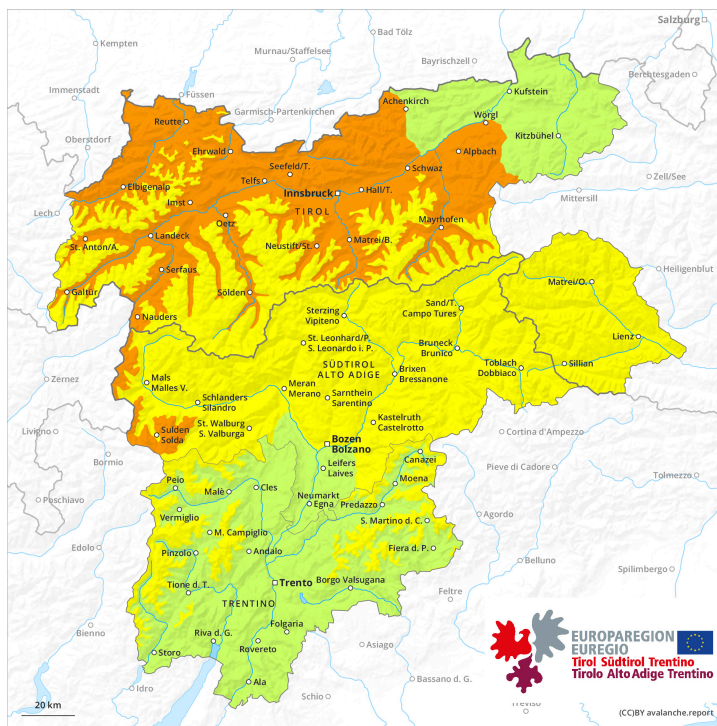 Salzburg
Kempten
Bad Tölz
Murnau/Staffelsee
Bayrischzell
Berchtesgaden
Immenstadt
Füssen
Kufstein
Achenkirch
Garmisch-Partenkirchen
Reutte
Wörgl
Kitzbühel
Oberstdorf
Ehrwald
Seefeld/T.
Alpbach
Schwaz
Telfs
Zell/See
Elbigenalp
Innsbruck
Hall/T.
Mittersill
Imst
TIROL
Lech
Oetz
Mayrhofen
St. Anton/A.
Landeck
Neustift/St.
Matrei/B.
Serfaus
Heiligenblut
Galtür
Sölden
Matrei/O.
Nauders
Sterzing
Vipiteno
Sand/T.
Campo Tures
Lienz
St. Leonhard/P.
S. Leonardo i. P.
Bruneck
Brunico
Toblach
Dobbiaco
Sillian
SÜDTIROL
ALTO ADIGE
Brixen
Bressanone
Zernez
Mals
Malles V.
Meran
Merano
Schlanders
Silandro
Sarnthein
Sarentino
Livigno
St. Walburg
S. Valburga
Kastelruth
Castelrotto
Sulden
Solda
Bozen
Bolzano
Cortina d'Ampezzo
Bormio
Canazei
Pieve di Cadore
Leifers
Laives
Tolmezzo
Poschiavo
Peio
Malè
Cles
Moena
Neumarkt
Egna
Predazzo
Vermiglio
Agordo
S. Martino d. C.
M. Campiglio
Edolo
Pinzolo
Andalo
Fiera d. P.
Belluno
Spilimbergo
Tione d. T.
Trento
Borgo Valsugana
Feltre
TRENTINO
Folgaria
Bienno
Riva d. G.
Storo
Rovereto
Asiago
Idro
Ala
Schio
Bassano d. G.
Treviso
EUROPAREGION
EUREGIO
Tirol Südtirol Trentino
Tirolo Alto Adige Trentino
20 km
(CC)BY avalanche.report